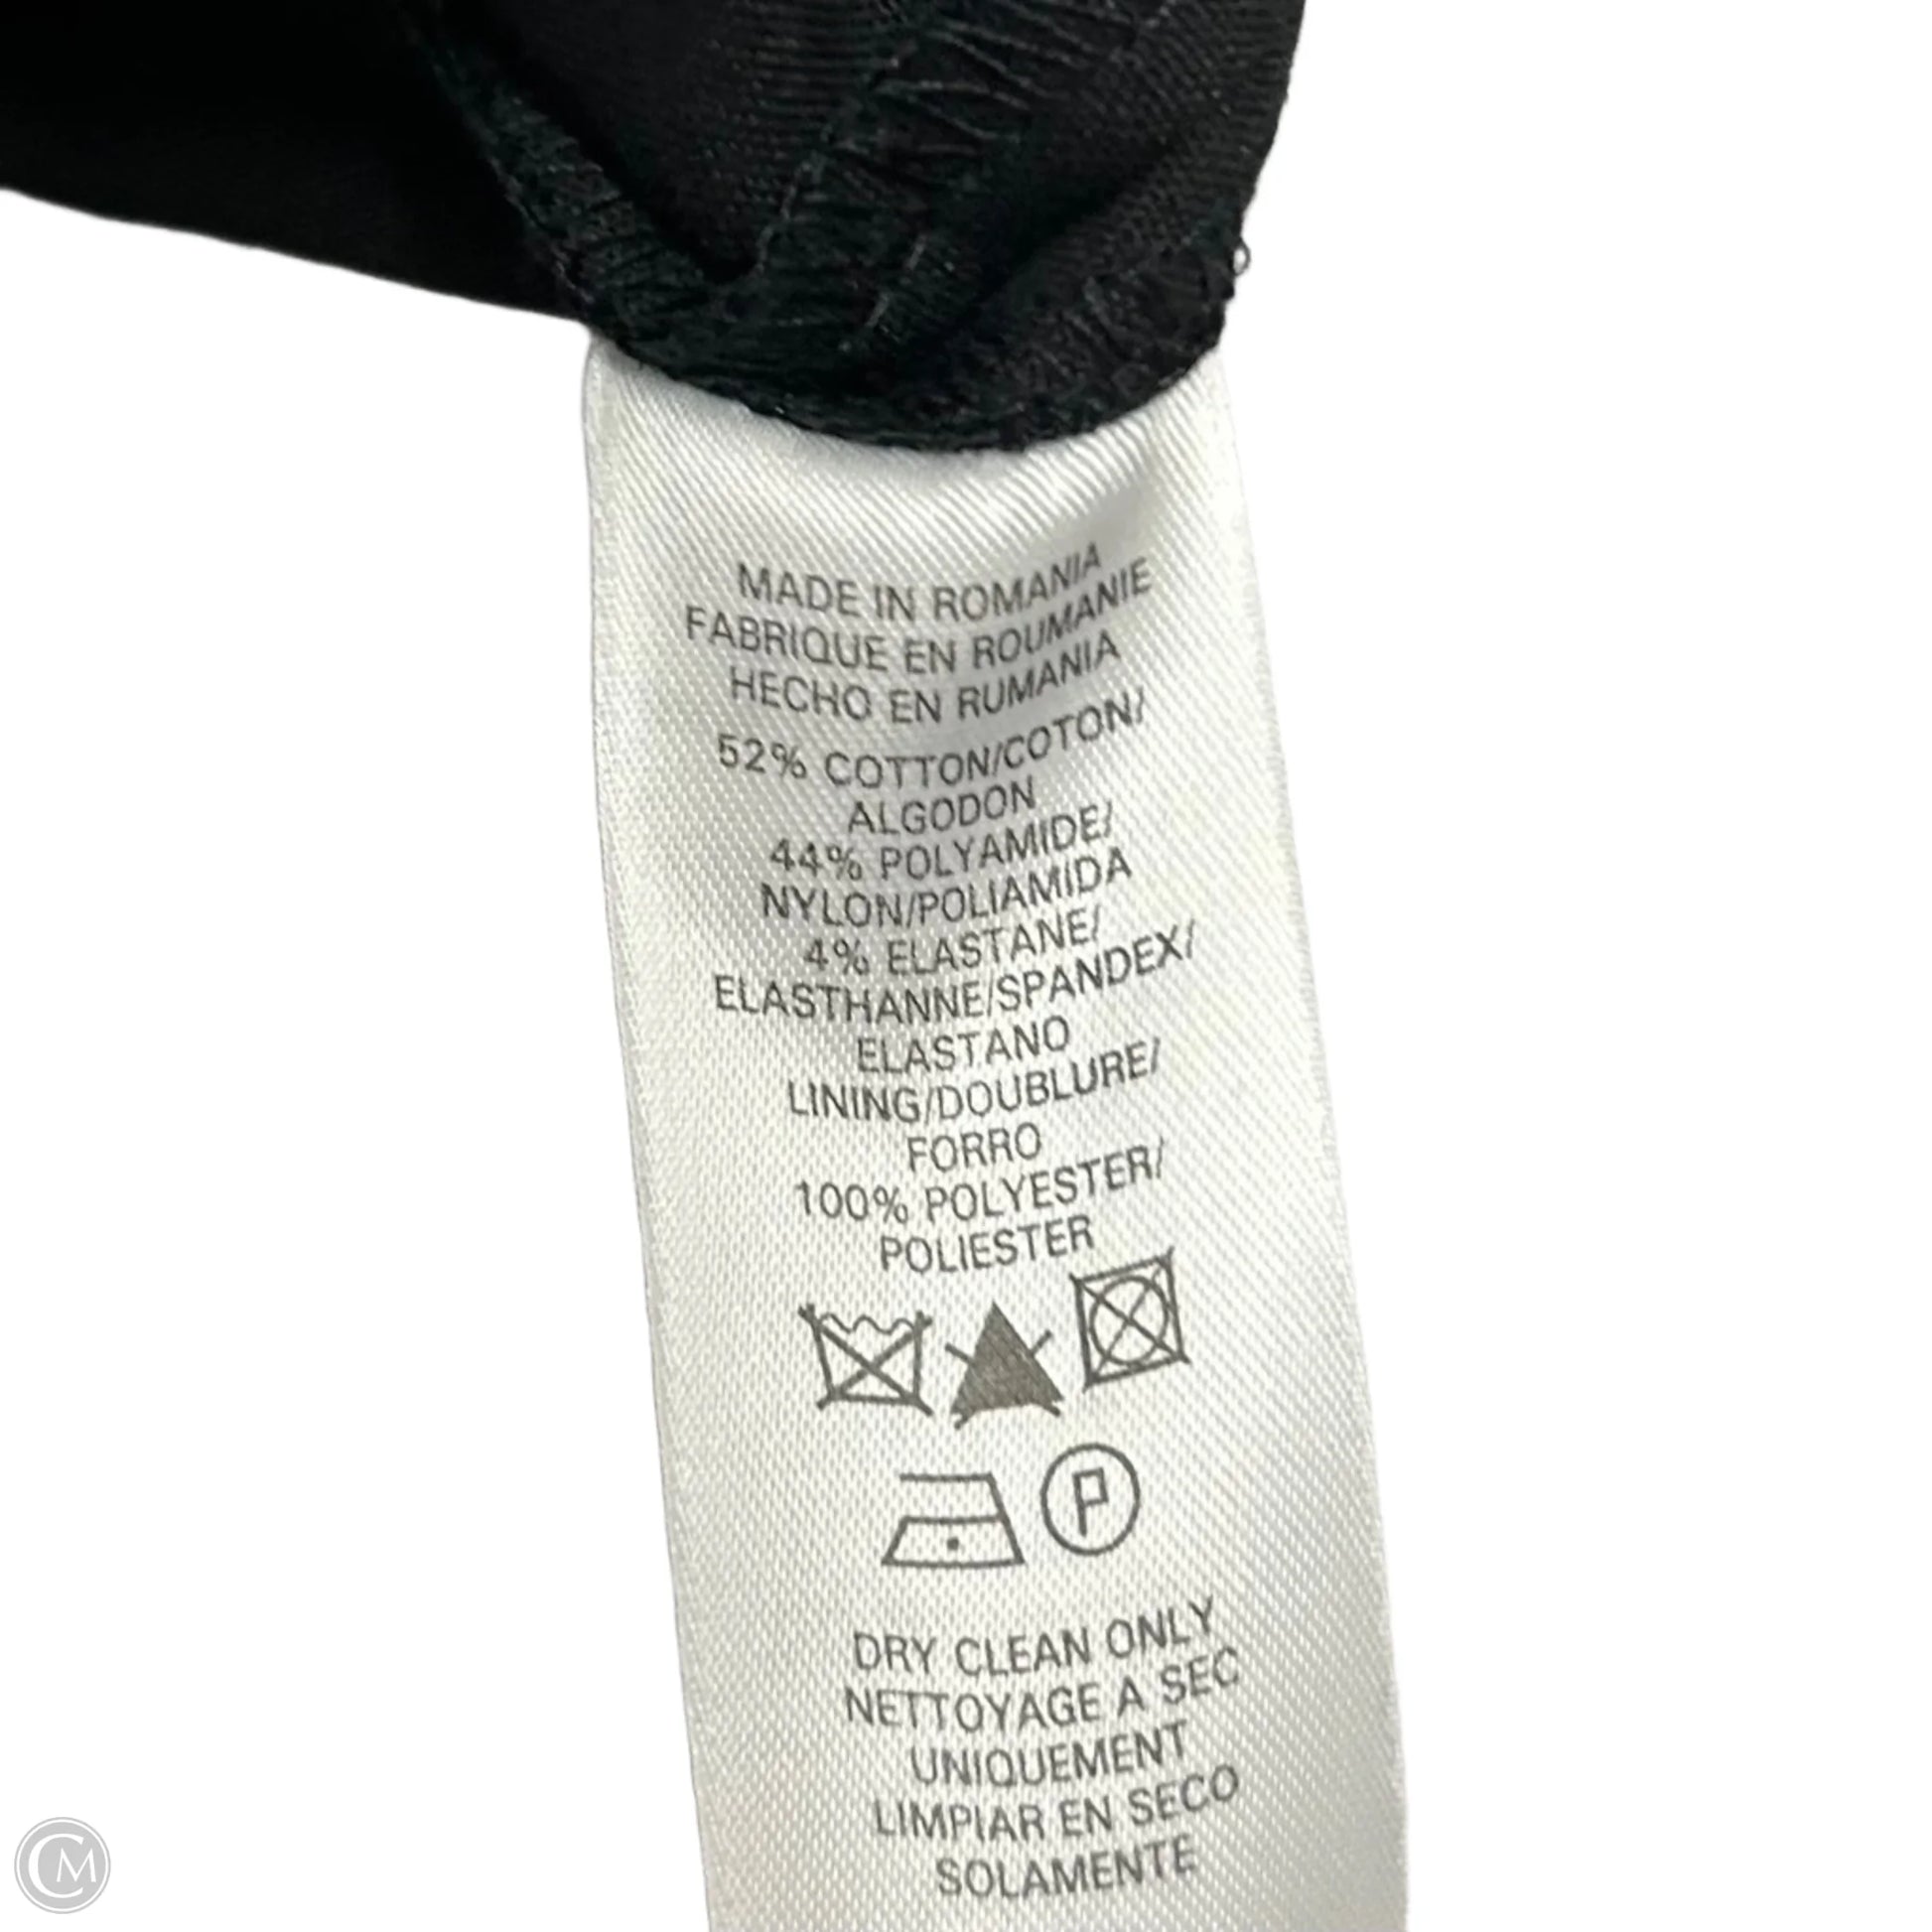 MADE IN ROMANIA
FABRIQUE EN ROUMANIE
HECHO EN RUMANIA
52% COTTON/COTON/
ALGODON
44% POLYAMIDE/
NYLON/POLIAMIDA
4% ELASTANE/
ELASTHANNE/SPANDEX/
ELASTANO
LINING/DOUBLURE/
FORRO
100% POLYESTER/
POLIESTER
P
DRY CLEAN ONLY
NETTOYAGE A SEC
UNIQUEMENT
LIMPIAR EN SECO
SOLAMENTE
CM